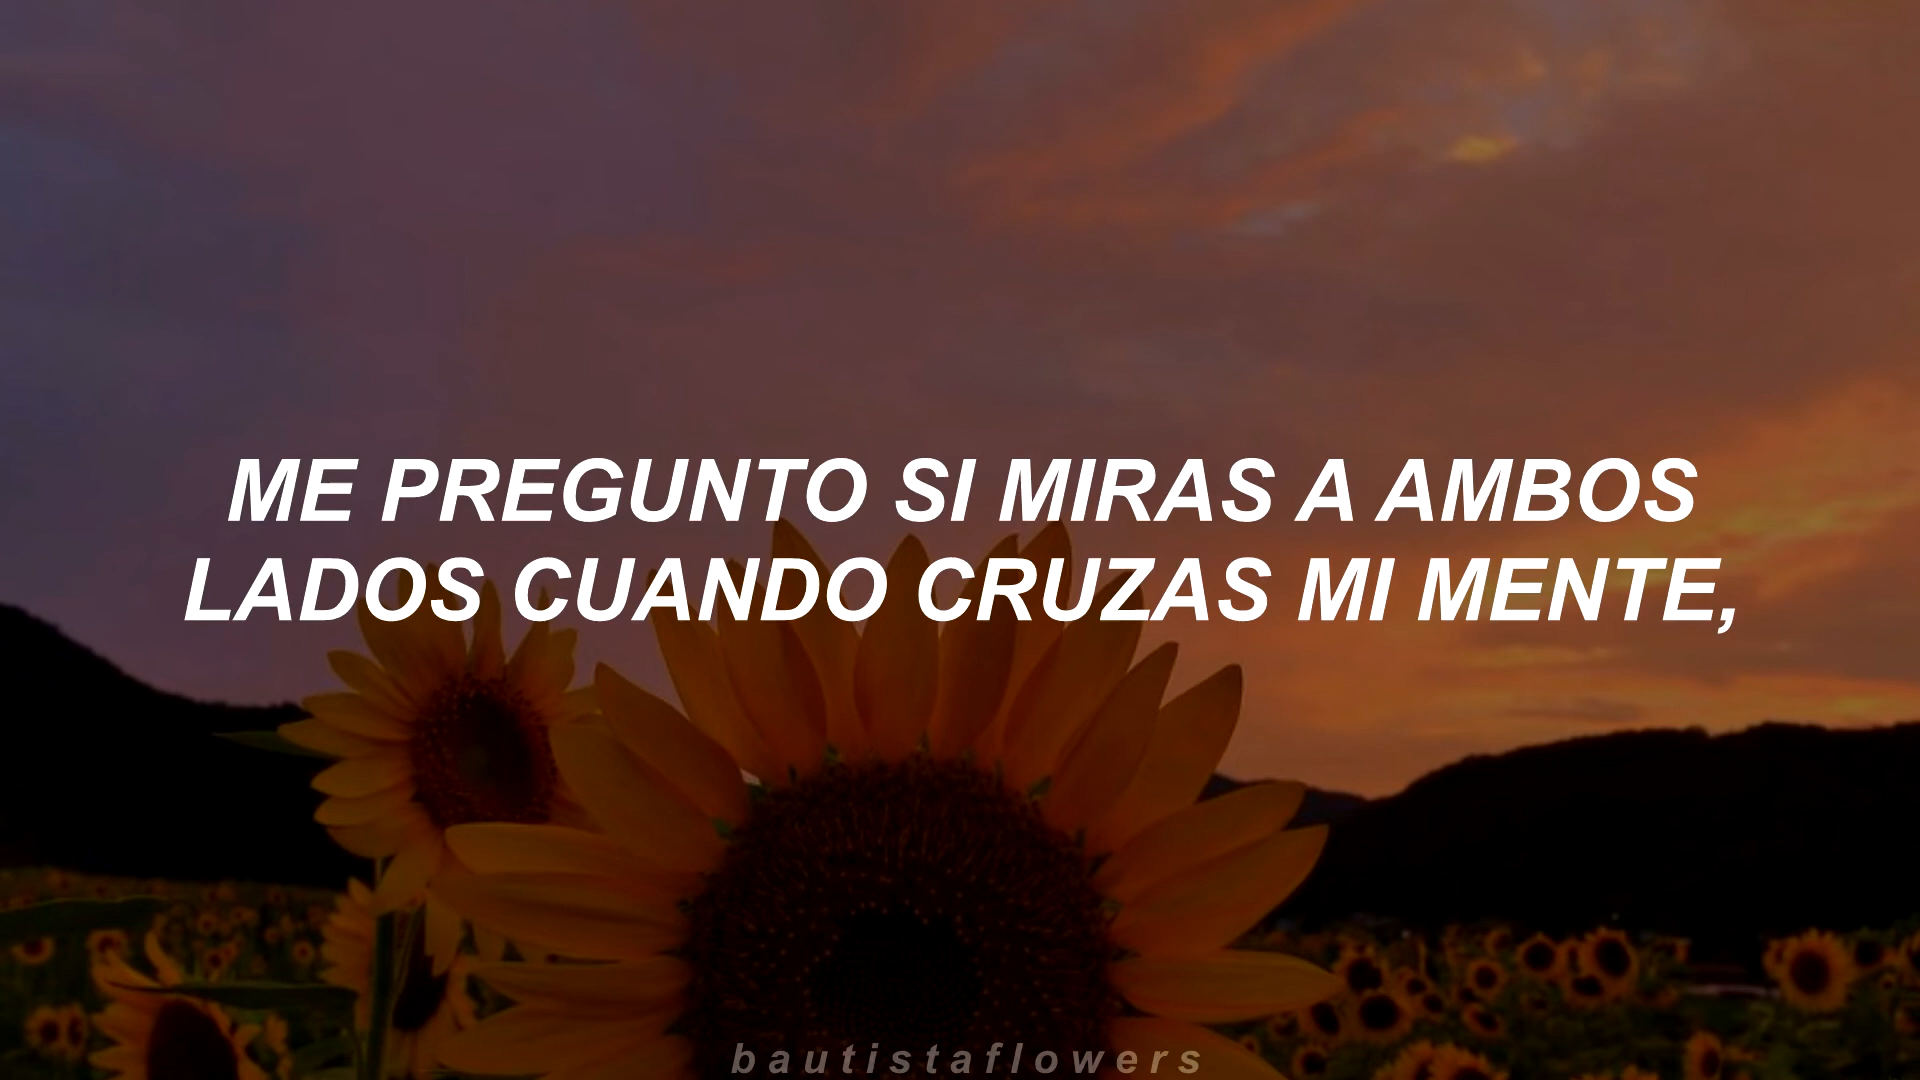 ME PREGUNTO SI MIRAS A AMBOS
LADOS CUANDO CRUZAS MI MENTE,
bautistaflowers